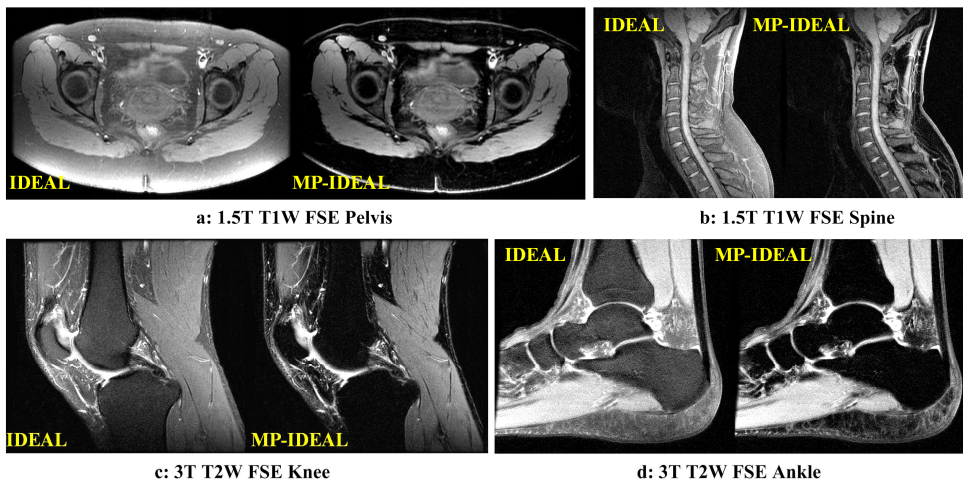 IDEAL MP-IDEAL
a: 1.5T T1W FSE Pelvis
IDEAL MP-IDEAL
b: 1.5T T1W FSE Spine
IDEAL MP-IDEAL
c: 3T T2W FSE Knee
IDEAL MP-IDEAL
d: 3T T2W FSE Ankle